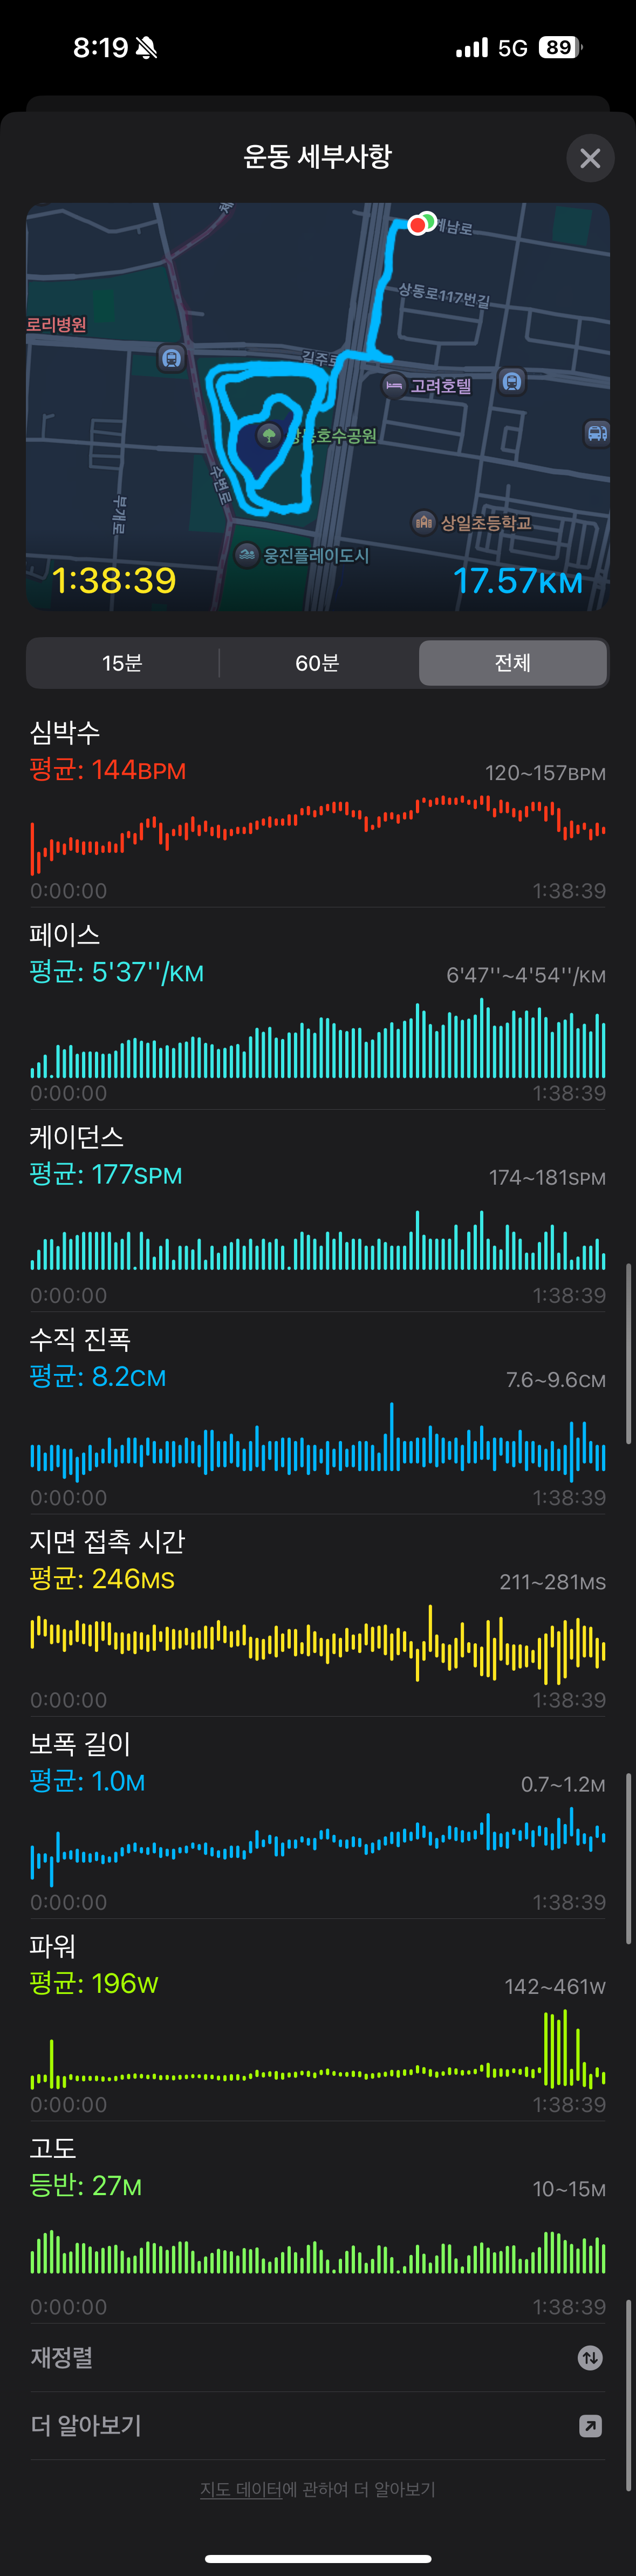 8:19
5G
89
운동 세부사항
계남로
상동로117번길
로리병원
길주로
고려호텔
상동호수공원
수변로
부개로
상일초등학교
웅진플레이도시
1:38:39
17.57KM
15분
60분
전체
심박수
평균: 144BPM
120~157BPM
0:00:00
1:38:39
페이스
평균: 5'37''/KM
6'47''~4'54''/KM
0:00:00
1:38:39
케이던스
평균: 177SPM
174~181SPM
0:00:00
1:38:39
수직 진폭
평균: 8.2CM
7.6~9.6CM
0:00:00
1:38:39
지면 접촉 시간
평균: 246MS
211~281MS
0:00:00
1:38:39
보폭 길이
평균: 1.0M
0.7~1.2M
0:00:00
1:38:39
파워
평균: 196W
142~461W
0:00:00
1:38:39
고도
등반: 27M
10~15M
0:00:00
1:38:39
재정렬
더 알아보기
지도 데이터에 관하여 더 알아보기